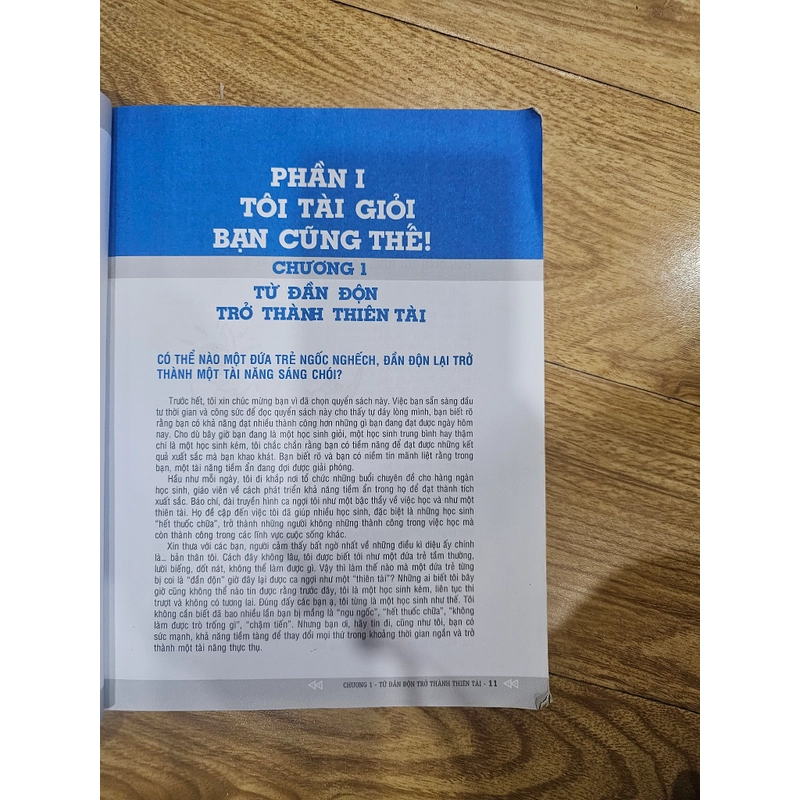 PHẦN I
TÔI TÀI GIỎI
BẠN CŨNG THẾ!
CHƯƠNG 1
TỪ ĐẦN ĐỘN
TRỞ THÀNH THIÊN TÀI
CÓ THỂ NÀO MỘT ĐỨA TRẺ NGỐC NGHẾCH, ĐẦN ĐỘN LẠI TRỞ
THÀNH MỘT TÀI NĂNG SÁNG CHÓI?
Trước hết, tôi xin chúc mừng bạn vì đã chọn quyển sách này. Việc bạn sẵn sàng đầu
tư thời gian và công sức để đọc quyển sách này cho thấy tự đáy lòng mình, bạn biết rõ
rằng bạn có khả năng đạt nhiều thành công hơn những gì bạn đang đạt được ngày hôm
nay. Cho dù bây giờ bạn đang là một học sinh giỏi, một học sinh trung bình hay thậm
chí là một học sinh kém, tôi chắc chắn rằng bạn có tiềm năng để đạt được những kết
quả xuất sắc mà bạn khao khát. Bạn biết rõ và bạn có niềm tin mãnh liệt rằng trong
bạn, một tài năng tiềm ẩn đang đợi được giải phóng.
Hầu như mỗi ngày, tôi đi khắp nơi tổ chức những buổi chuyên đề cho hàng ngàn
học sinh, giáo viên về cách phát triển khả năng tiềm ẩn trong họ để đạt thành tích
xuất sắc. Báo chí, đài truyền hình ca ngợi tôi như một bậc thầy về việc học và như một
thiên tài. Họ đề cập đến việc tôi đã giúp nhiều học sinh, đặc biệt là những học sinh
"hết thuốc chữa", trở thành những người không những thành công trong việc học mà
còn thành công trong các lĩnh vực cuộc sống khác.
Xin thưa với các bạn, người cảm thấy bất ngờ nhất về những điều kì diệu ấy chính
là... bản thân tôi. Cách đây không lâu, tôi được biết tới như một đứa trẻ tầm thường,
lười biếng, dốt nát, không thể làm được gì. Vậy thì làm thế nào mà một đứa trẻ từng
bị coi là "đần độn" giờ đây lại được ca ngợi như một "thiên tài"? Những ai biết tôi bây
giờ cũng không thể nào tin được rằng trước đây, tôi là một học sinh kém, liên tục thi
trượt và không có tương lai. Đúng đấy các bạn ạ, tôi từng là một học sinh như thế. Tôi
không cần biết đã bao nhiêu lần bạn bị mắng là "ngu ngốc", "hết thuốc chữa", "không
làm được trò trống gì", "chậm tiến". Nhưng bạn ơi, hãy tin đi, cũng như tôi, bạn có
sức mạnh, khả năng tiềm tàng để thay đổi mọi thứ trong khoảng thời gian ngắn và trở
thành một tài năng thực thụ.
CHƯƠNG 1 - TỪ ĐẦN ĐỘN TRỞ THÀNH THIÊN TÀI - 11